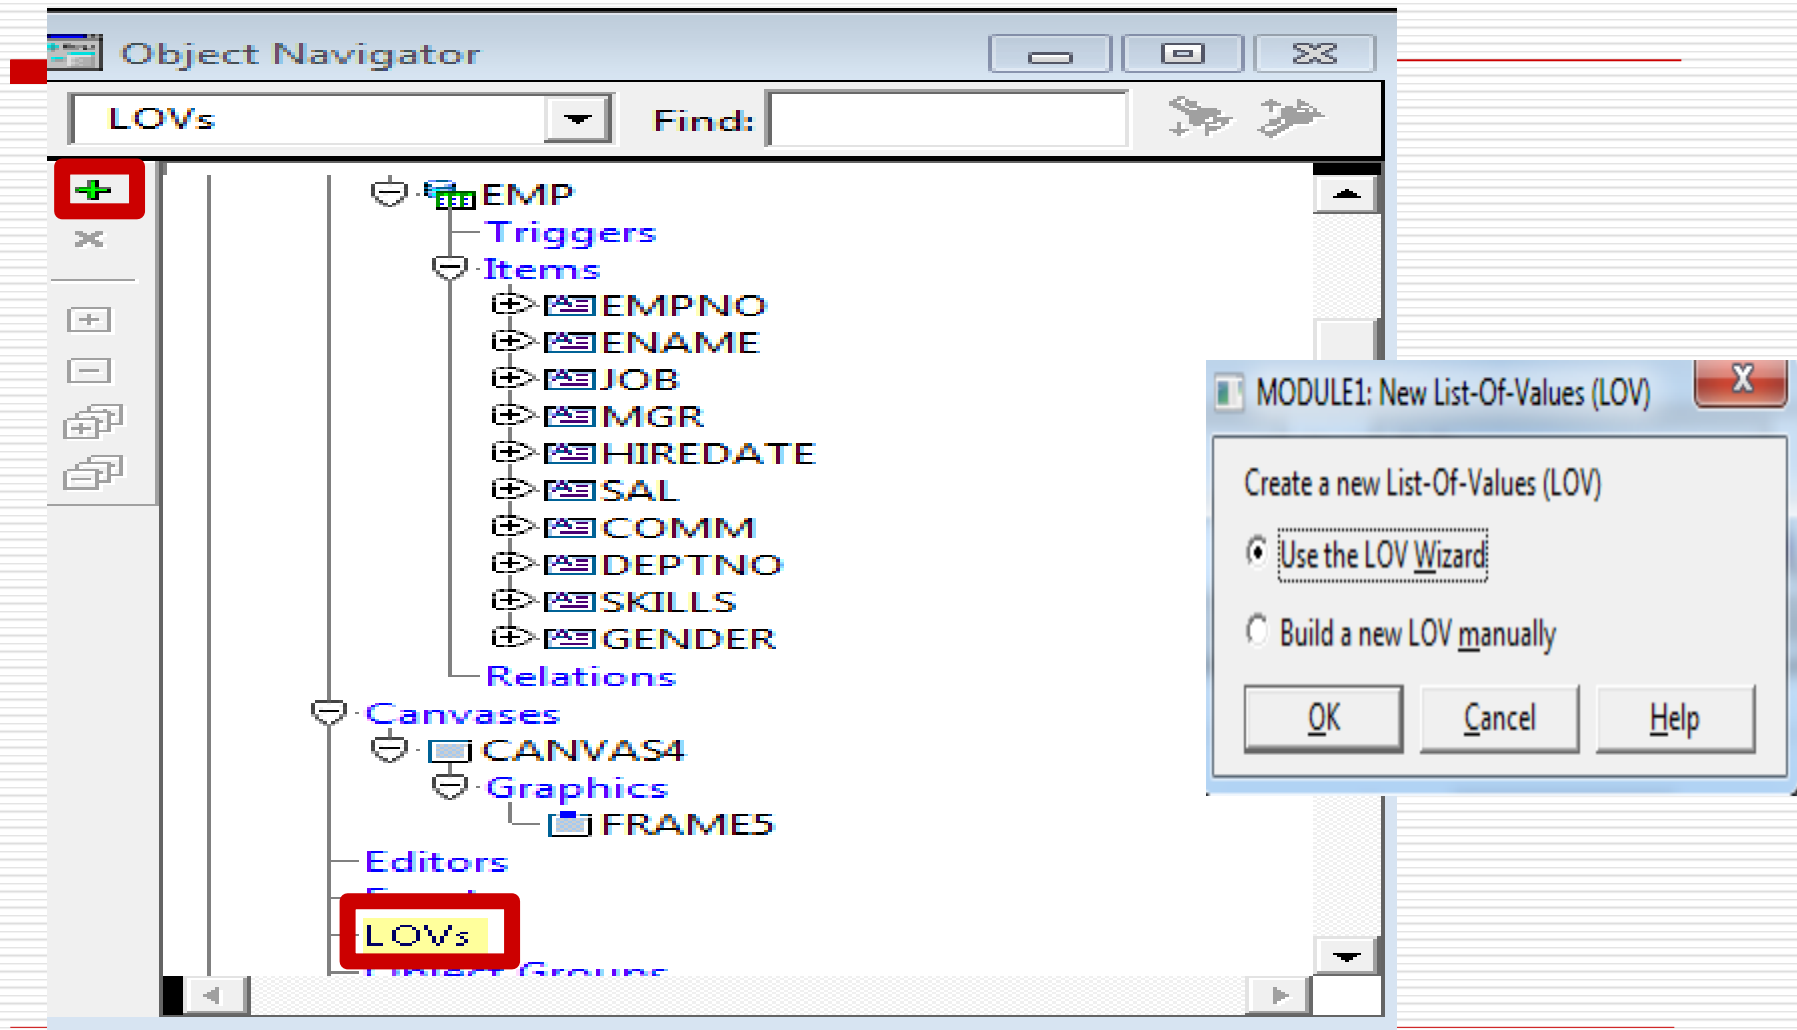 Object Navigator
LOVs
Find:
EMP
Triggers
Items
EMPNO
ENAME
JOB
MGR
HIREDATE
SAL
COMM
DEPTNO
SKILLS
GENDER
Relations
Canvases
CANVAS4
Graphics
FRAME5
Editors
LOVs
Object Groups
MODULE1: New List-Of-Values (LOV)
X
Create a new List-Of-Values (LOV)
Use the LOV Wizard
Build a new LOV manually
OK Cancel Help